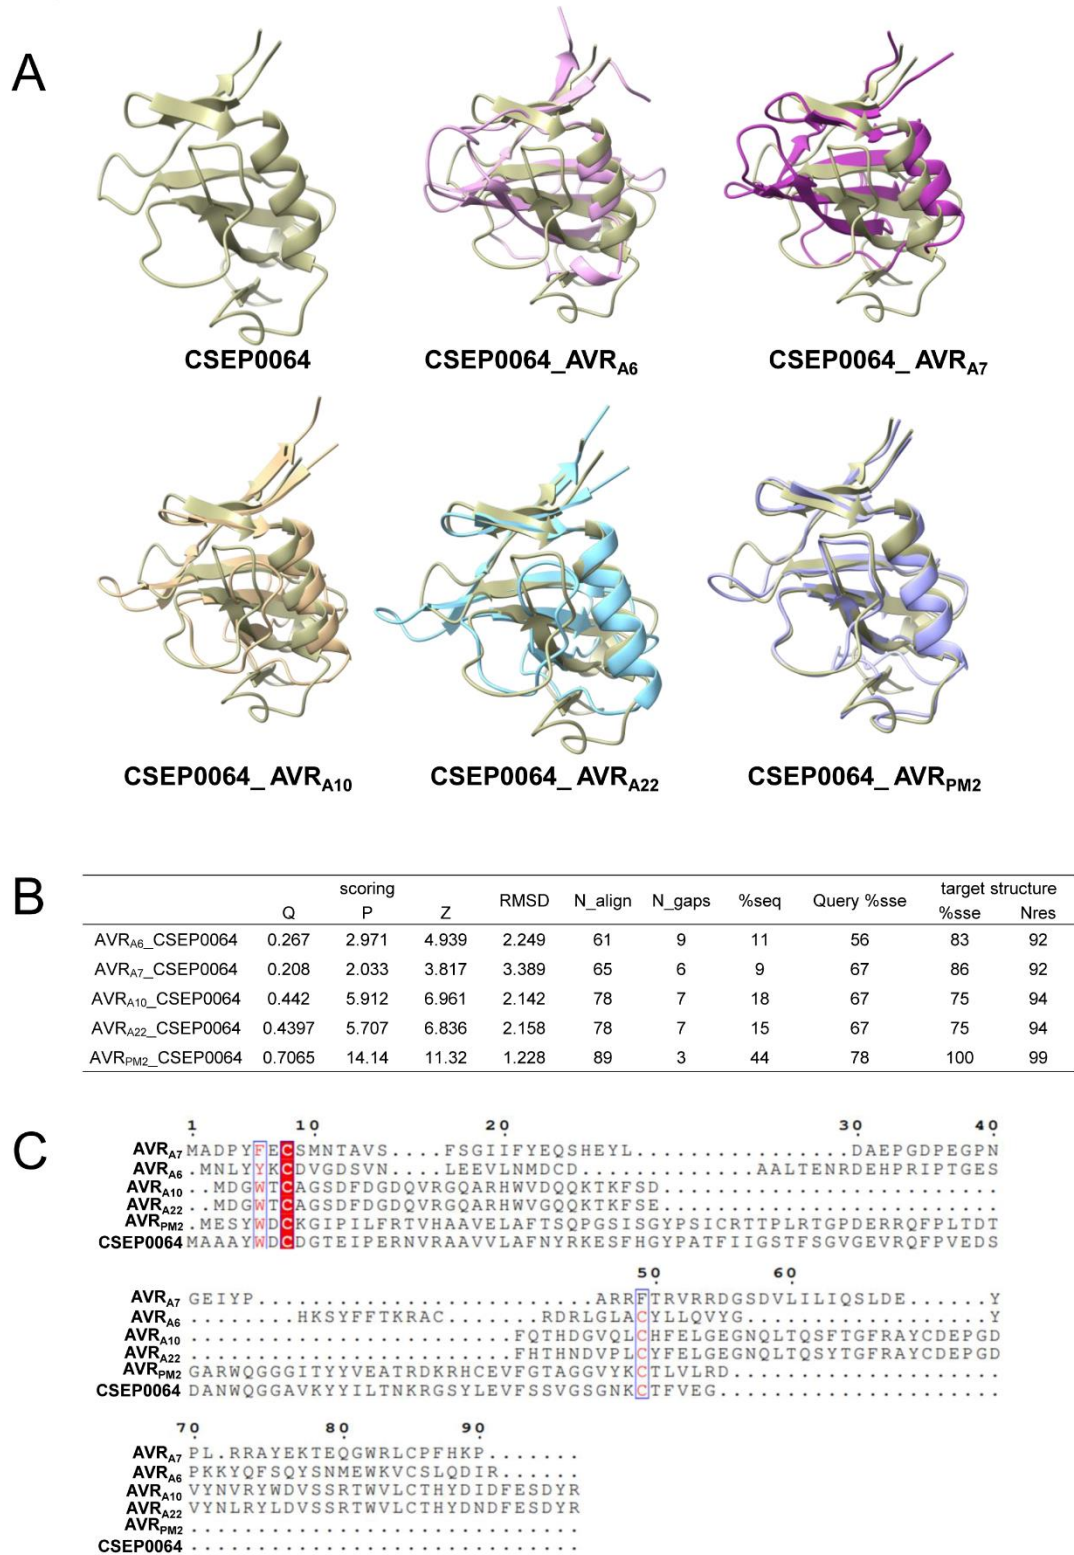 A
CSEP0064
CSEP0064_AVRA6
CSEP0064_ AVRA7
CSEP0064_ AVRA10
CSEP0064_ AVRA22
CSEP0064_ AVRPM2
B
scoring RMSD N_align N_gaps %seq Query %sse target structure
Q P Z %sse Nres
AVRA6_CSEP0064 0.267 2.971 4.939 2.249 61 9 11 56 83 92
AVRA7_CSEP0064 0.208 2.033 3.817 3.389 65 6 9 67 86 92
AVRA10_CSEP0064 0.442 5.912 6.961 2.142 78 7 18 67 75 94
AVRA22_CSEP0064 0.4397 5.707 6.836 2.158 78 7 15 67 75 94
AVRPM2_CSEP0064 0.7065 14.14 11.32 1.228 89 3 44 78 100 99
C
1 10 20 30 40
AVRA7 MADPYFECSMNTAVS....FSGIIFYEQSHEYL.............DAEPGDPEGPN
AVRA6 .MNLYYKCDVGDSVN....LEEVLNMDCD...........AALTENRDEHPRIPTGES
AVRA10 ..MDGWTCAGSDFDGDQVRGQARHWVDQQKTKFSD......................
AVRA22 ..MDGWTCAGSDFDGDQVRGQARHWVGQQKTKFSE......................
AVRPM2 .MESYWDCKGIPILFRTVHAAVELAFTSQPGSISGYPSICRTTPLRTGPDERRQFPLTDT
CSEP0064 MAAAYWDCDGTEIPERNVRAAVVLAFNYRKESFHGYPATFIIGSTFSGVGEVRQFPVEDS
50 60
AVRA7 GEIYP........................ARRFTRVRRDGSDVLILIQSLDE......Y
AVRA6 ........HKSYFFTKRAC.......RDRLGLACYLLQVYG.................Y
AVRA10 ........................FQTHDGVQLCHFELGEGNQLTQSFTGFRAYCDEPGD
AVRA22 ........................FHTHNDVPLCYFELGEGNQLTQSYTGFRAYCDEPGD
AVRPM2 GARWQGGGITYYVEATRDKRHCEVFGTAGGVYKCTLVLRD....................
CSEP0064 DANWQGGAVKYYILTNKRGSYLEVFSSVGSGNKCTFVEG.....................
70 80 90
AVRA7 PL.RRAYEKTEQGWRLCPFHKP......
AVRA6 PKKYQFSQYSNMEWKVCSLQDIR......
AVRA10 VYNVRYWDVSSRTWVLCTHYDIDFESDYR
AVRA22 VYNLRYLDVSSRTWVLCTHYDNDFESDYR
AVRPM2 .............................
CSEP0064 .............................